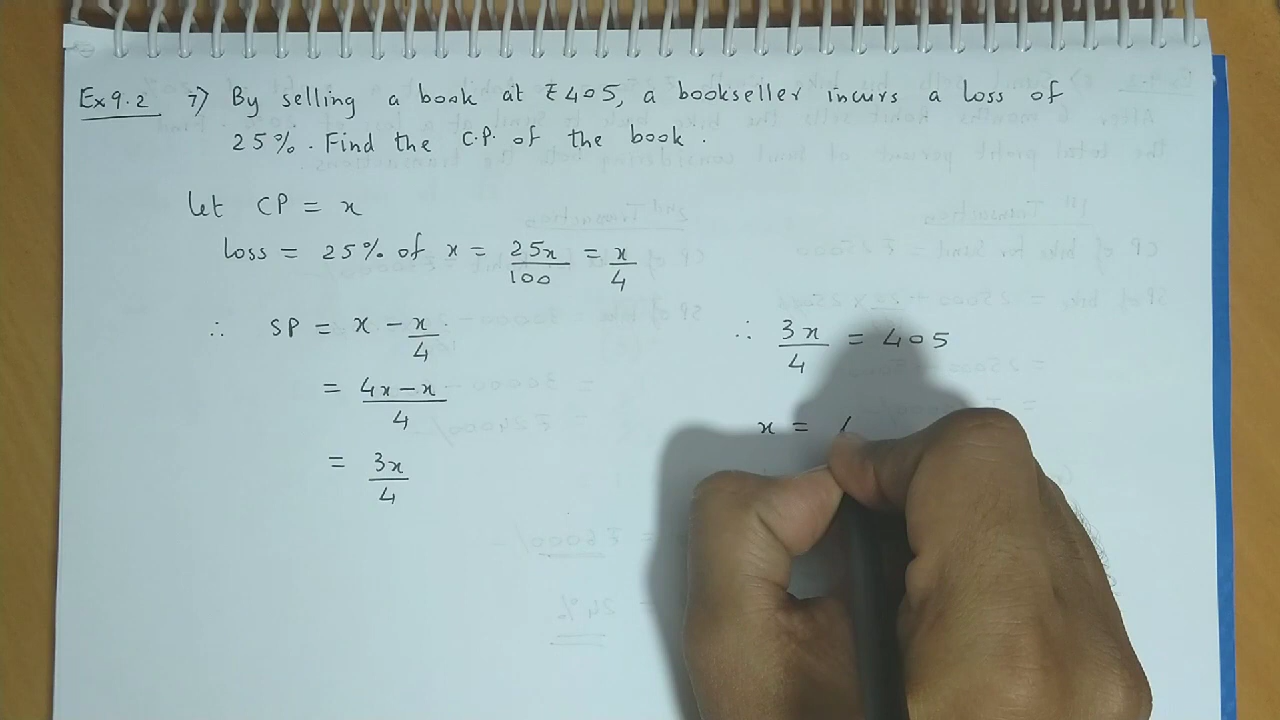 Ex 9.2 7) By selling a book at ₹405, a bookseller incurs a loss of
25%. Find the C.P. of the book.
let CP = x
loss = 25% of x = 25x/100 = x/4
∴ SP = x - x/4
= 4x-x/4
= 3x/4
∴ 3x/4 = 405
x =